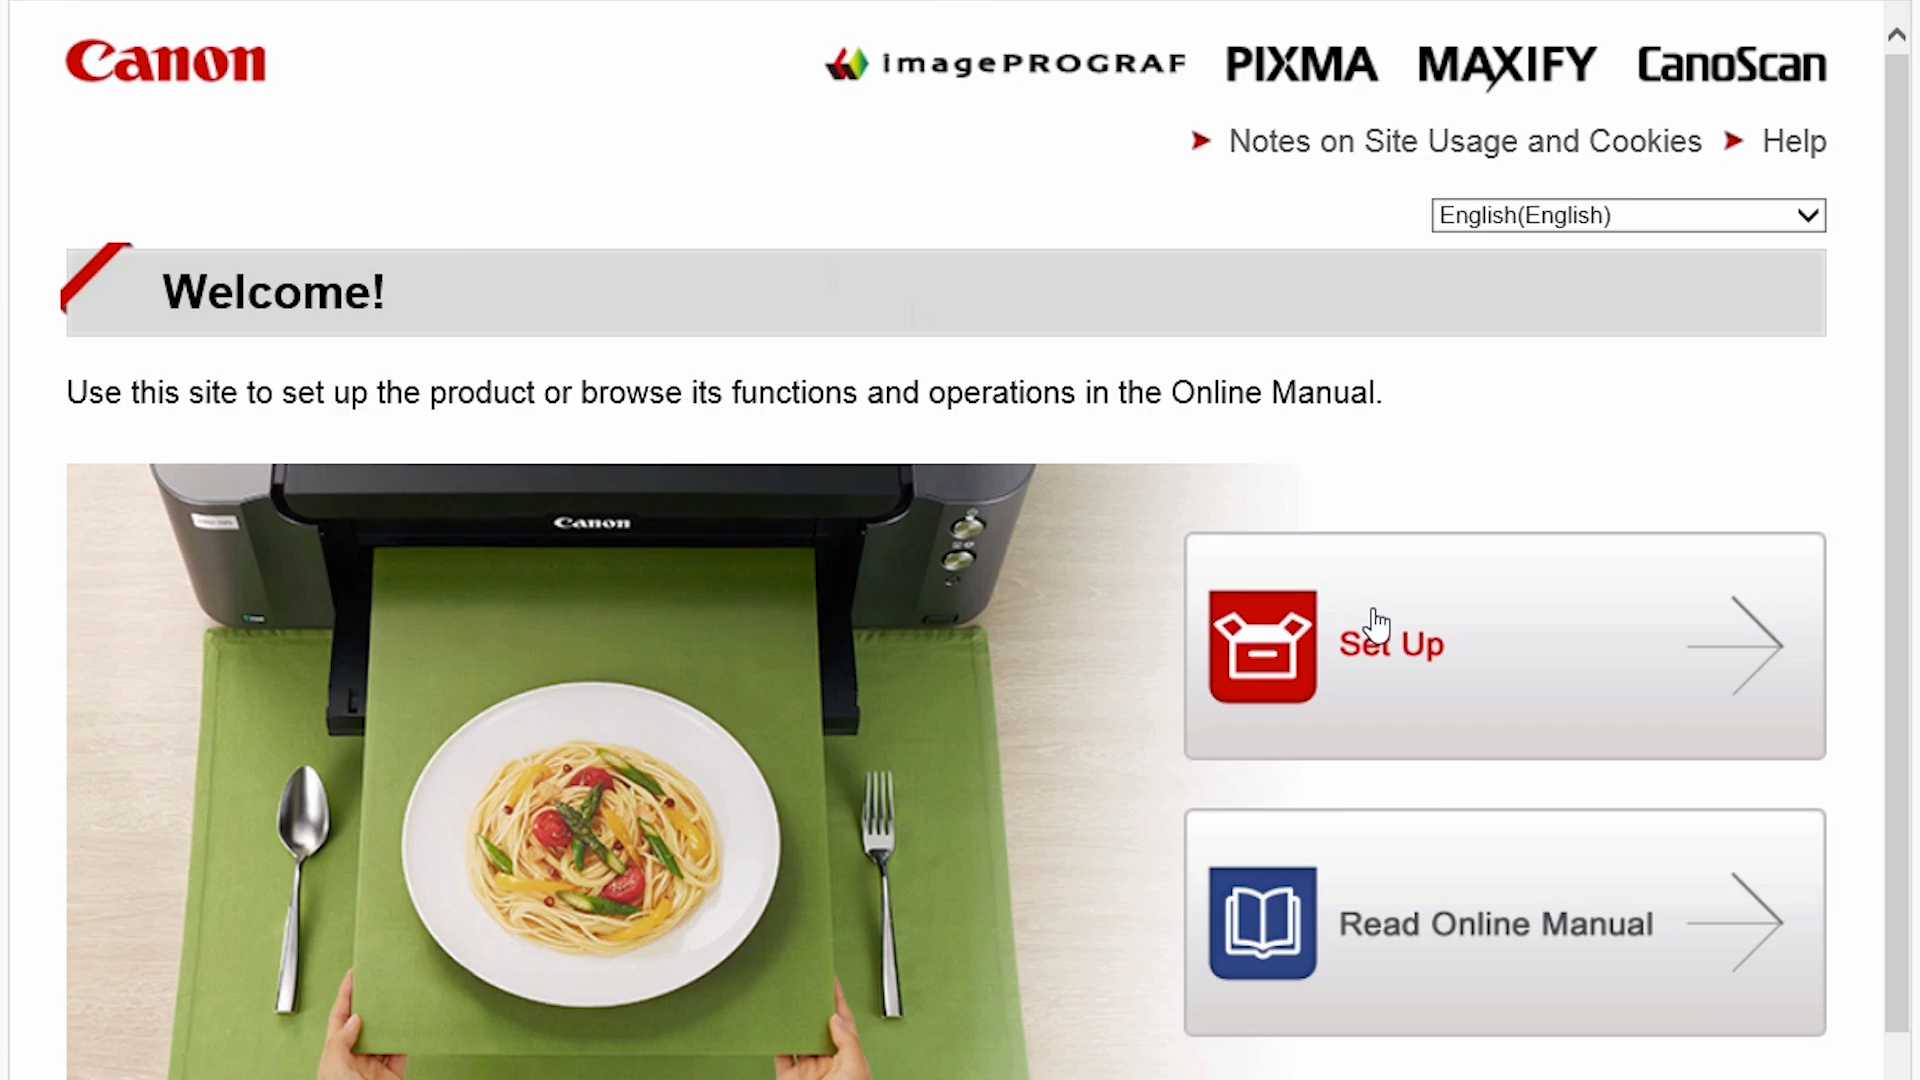 Canon
imagePROGRAF PIXMA MAXIFY CanoScan
Notes on Site Usage and Cookies Help
English(English)
Welcome!
Use this site to set up the product or browse its functions and operations in the Online Manual.
Canon
Set Up
Read Online Manual